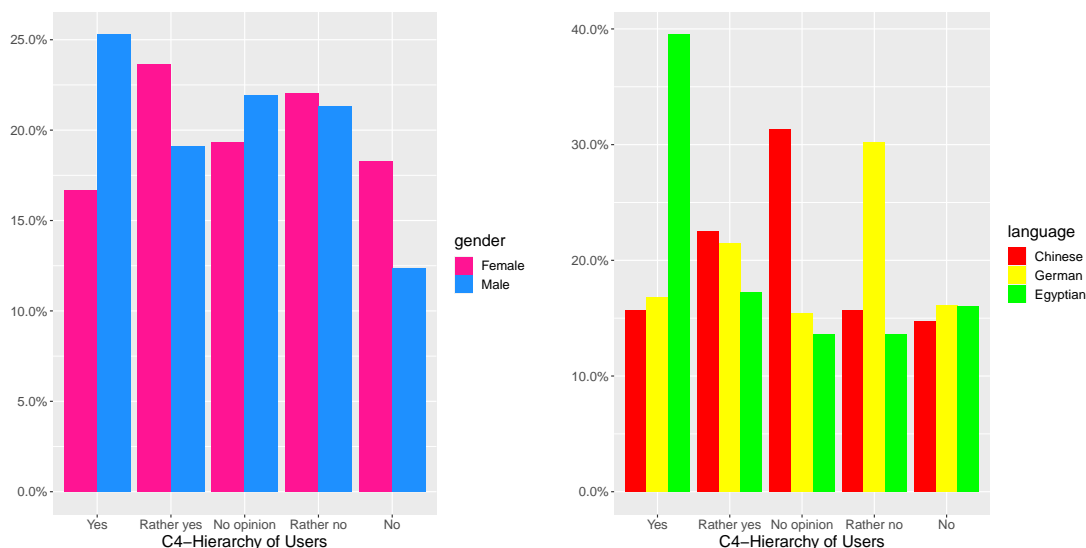 25.0%
20.0%
15.0%
10.0%
5.0%
0.0%
Yes Rather yes No opinion Rather no No
C4−Hierarchy of Users
gender
Female
Male
40.0%
30.0%
20.0%
10.0%
0.0%
Yes Rather yes No opinion Rather no No
C4−Hierarchy of Users
language
Chinese
German
Egyptian